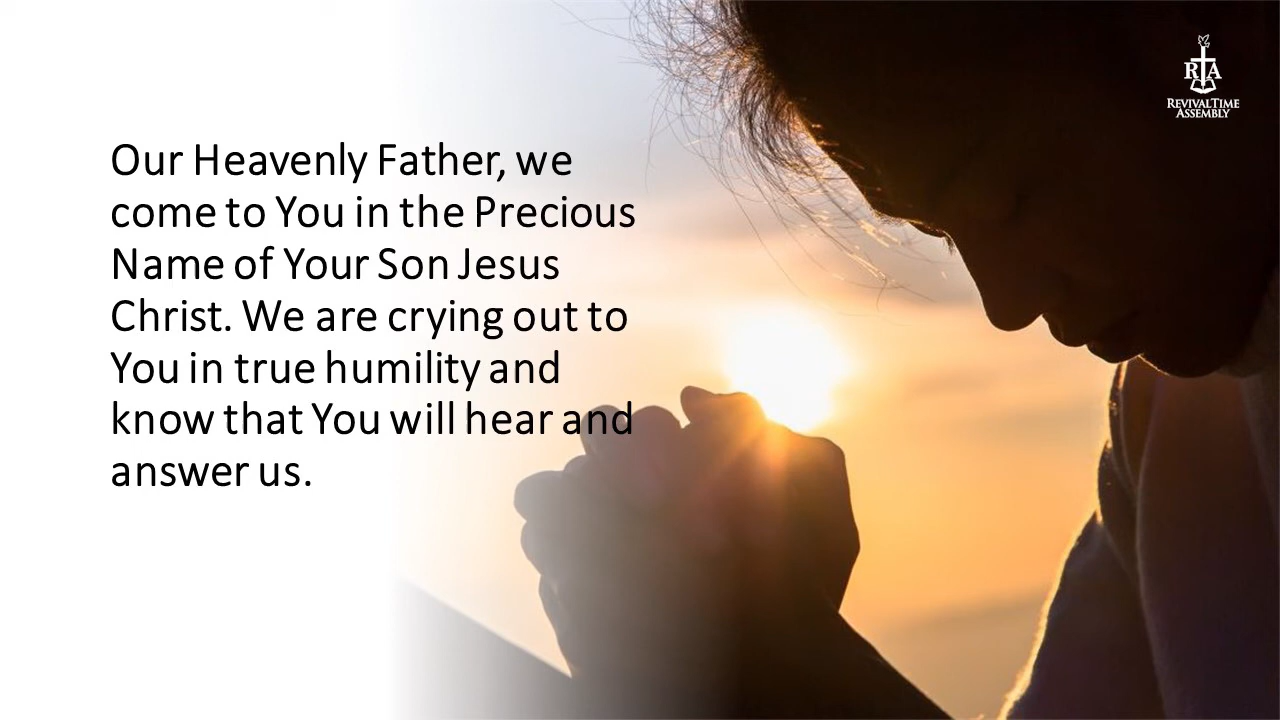 Our Heavenly Father, we
come to You in the Precious
Name of Your Son Jesus
Christ. We are crying out to
You in true humility and
know that You will hear and
answer us.
RTA
REVIVALTIME
ASSEMBLY